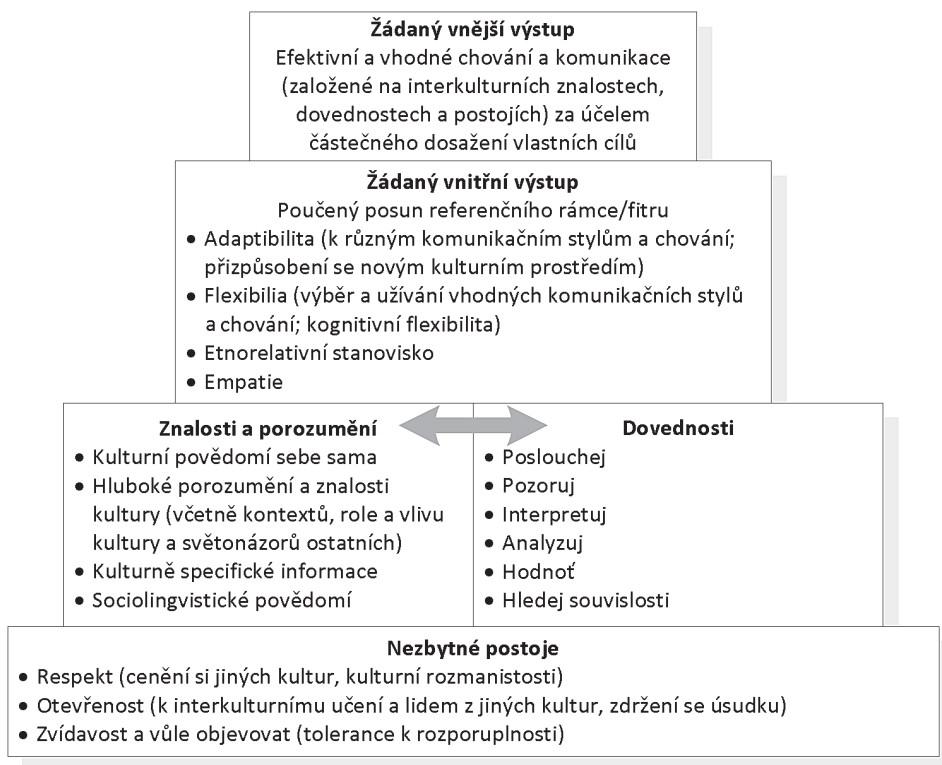 Žádaný vnější výstup
Efektivní a vhodné chování a komunikace
(založené na interkulturních znalostech,
dovednostech a postojích) za účelem
částečného dosažení vlastních cílů
Žádaný vnitřní výstup
Poučený posun referenčního rámce/fitru
• Adaptibilita (k různým komunikačním stylům a chování;
přizpůsobení se novým kulturním prostředím)
• Flexibilia (výběr a užívání vhodných komunikačních stylů
a chování; kognitivní flexibilita)
• Etnorelativní stanovisko
• Empatie
Znalosti a porozumění
• Kulturní povědomí sebe sama
• Hluboké porozumění a znalosti
kultury (včetně kontextů, role a vlivu
kultury a světonázorů ostatních)
• Kulturně specifické informace
• Sociolingvistické povědomí
Dovednosti
• Poslouchej
• Pozoruj
• Interpretuj
• Analyzuj
• Hodnoť
• Hledej souvislosti
Nezbytné postoje
• Respekt (cenění si jiných kultur, kulturní rozmanistosti)
• Otevřenost (k interkulturnímu učení a lidem z jiných kultur, zdržení se úsudku)
• Zvídavost a vůle objevovat (tolerance k rozporuplnosti)